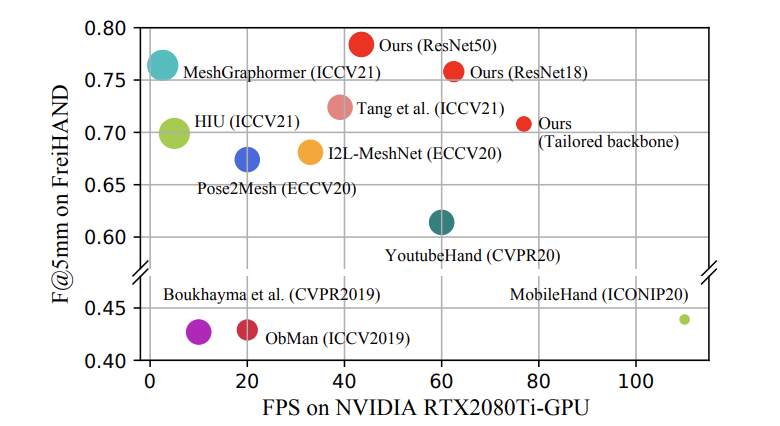 0.80
Ours (ResNet50)
MeshGraphormer (ICCV21)
Ours (ResNet18)
0.75
HIU (ICCV21)
Tang et al. (ICCV21)
Ours
(Tailored backbone)
0.70
I2L-MeshNet (ECCV20)
Pose2Mesh (ECCV20)
0.65
0.60
YoutubeHand (CVPR20)
F@5mm on FreiHAND
Boukhayma et al. (CVPR2019)
MobileHand (ICONIP20)
0.45
ObMan (ICCV2019)
0.40
0 20 40 60 80 100
FPS on NVIDIA RTX2080Ti-GPU